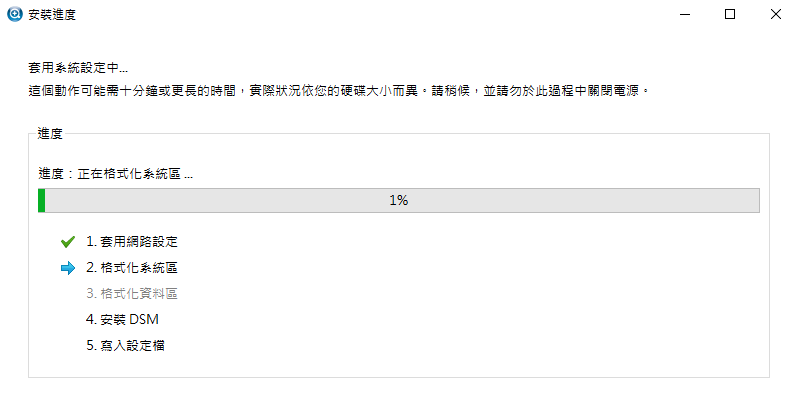 安裝進度
套用系統設定中...
這個動作可能需十分鐘或更長的時間，實際狀況依您的硬碟大小而異。請稍候，並請勿於此過程中關閉電源。
進度
進度：正在格式化系統區 ...
1%
1. 套用網路設定
2. 格式化系統區
3. 格式化資料區
4. 安裝 DSM
5. 寫入設定檔